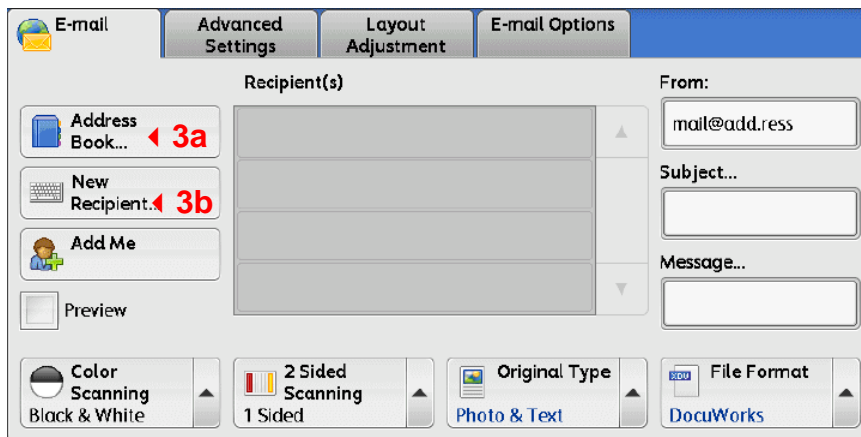 E-mail
Advanced
Settings
Layout
Adjustment
E-mail Options
Recipient(s)
From:
Address
Book...
3a
mail@add.ress
New
Recipient..
3b
Subject...
Add Me
Message...
Preview
Color
Scanning
Black & White
2 Sided
Scanning
1 Sided
Original Type
Photo & Text
XDW
File Format
DocuWorks